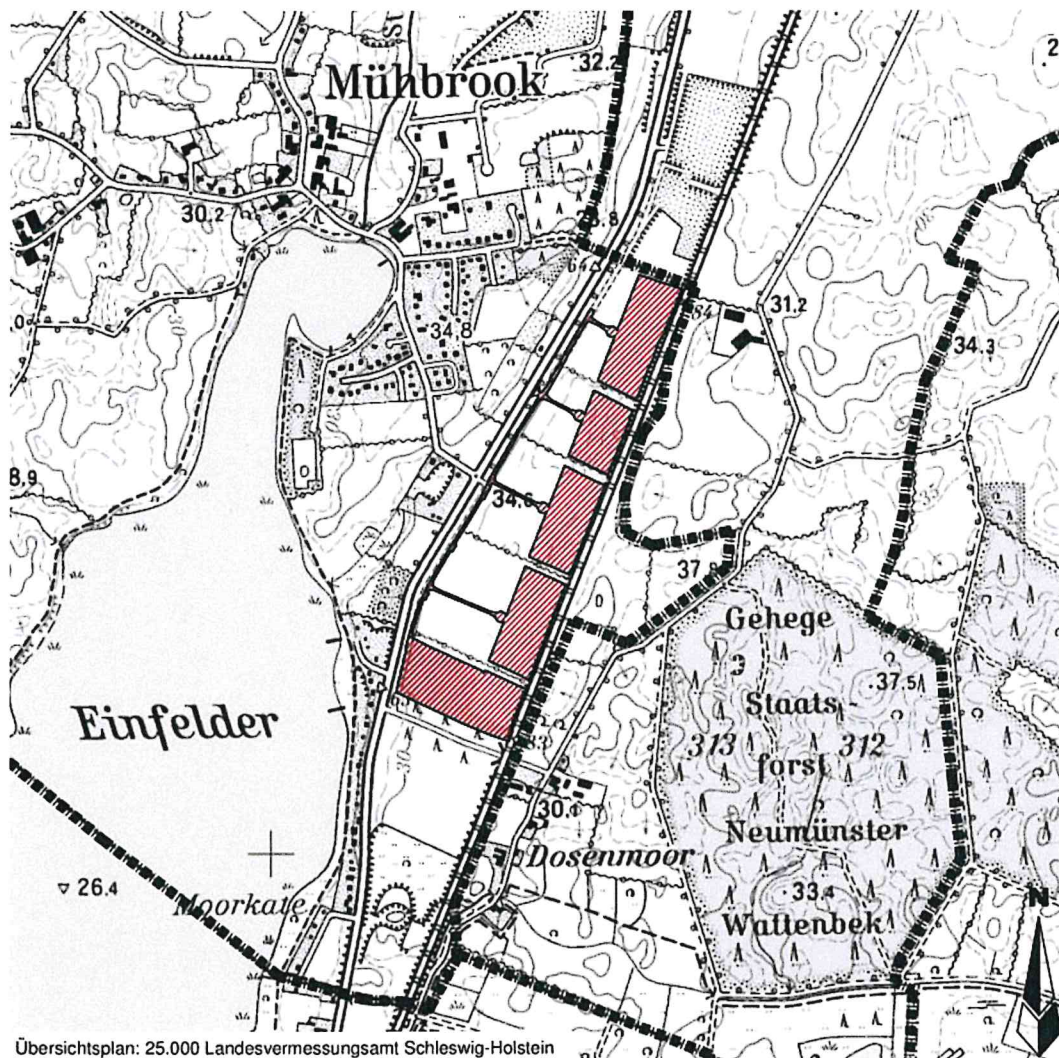 32.2
Mühbrook
30.2
31.2
34.8
34.3
8.9
34.6
37.8
Gehege
37.5
Staats-
Einfelder
313
312
forst
30.1
Neumünster
Dosenmoor
26.4
Moorkate
33.4
N
Wattenbek
Übersichtsplan: 25.000 Landesvermessungsamt Schleswig-Holstein